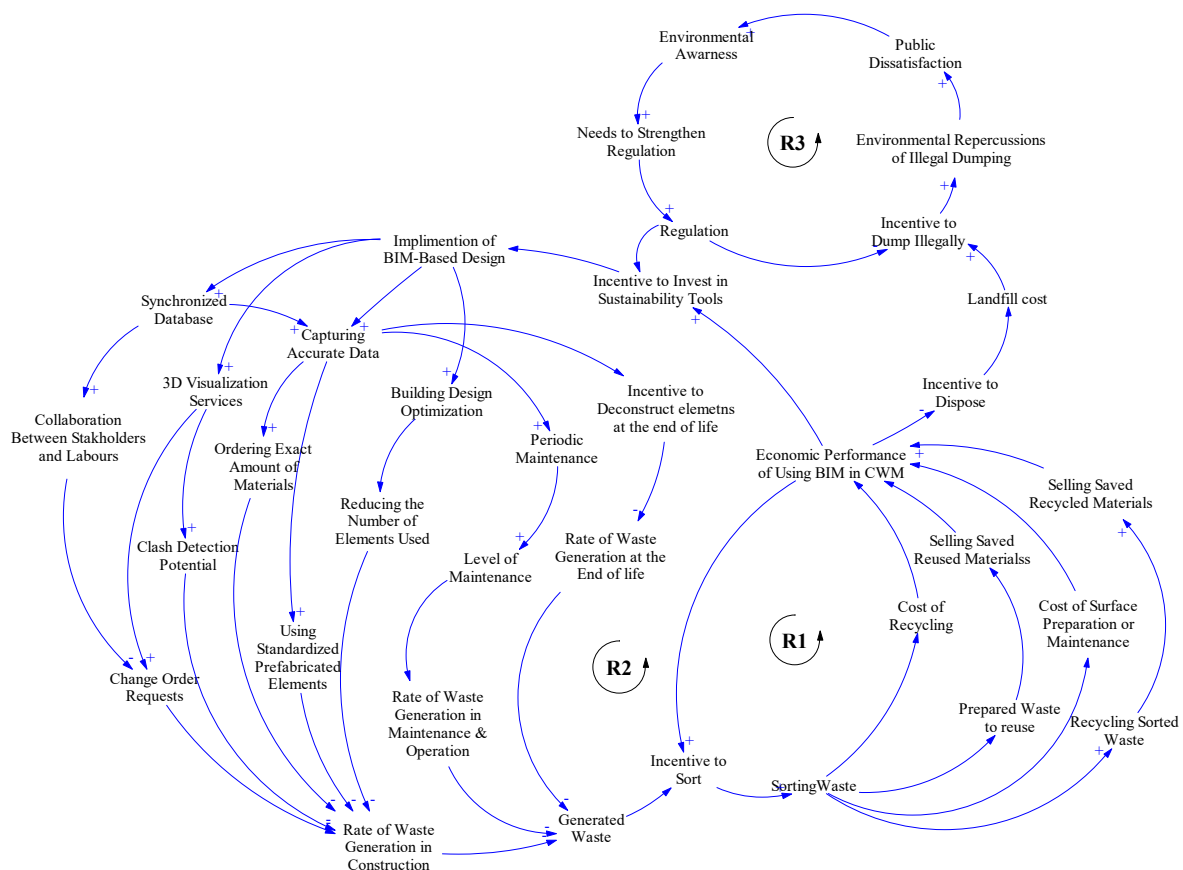 Environmental
Awarness
Public
Dissatisfaction
Needs to Strengthen
Regulation
R3
Environmental Repercussions
of Illegal Dumping
Regulation
Incentive to
Dump Illegally
Implimention of
BIM-Based Design
Incentive to Invest in
Sustainability Tools
Landfill cost
Synchronized
Database
Capturing
Accurate Data
3D Visualization
Services
Building Design
Optimization
Incentive to
Deconstruct elemetns
at the end of life
Incentive to
Dispose
Collaboration
Between Stakholders
and Labours
Ordering Exact
Amount of
Materials
Periodic
Maintenance
Economic Performance
of Using BIM in CWM
Selling Saved
Recycled Materials
Reducing the
Number of
Elements Used
Clash Detection
Potential
Level of
Maintenance
Rate of Waste
Generation at the
End of life
Selling Saved
Reused Materialss
Cost of
Recycling
Cost of Surface
Preparation or
Maintenance
Using
Standardized
Prefabricated
Elements
R2
R1
Change Order
Requests
Rate of Waste
Generation in
Maintenance &
Operation
Prepared Waste
to reuse
Recycling Sorted
Waste
Incentive to
Sort
SortingWaste
Rate of Waste
Generation in
Construction
Generated
Waste